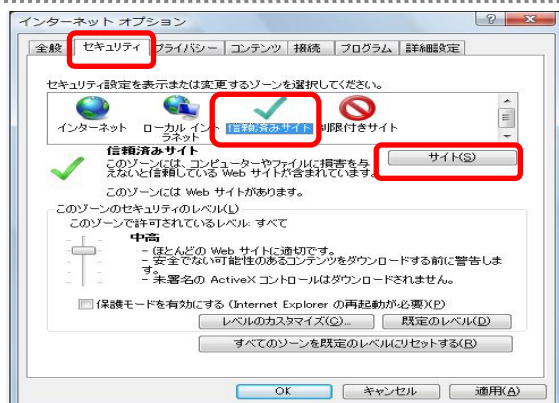 インターネット オプション
全般 セキュリティ プライバシー コンテンツ 接続 プログラム 詳細設定
セキュリティ設定を表示または変更するゾーンを選択してください。
インターネット ローカル イントラネット 信頼済みサイト 制限付きサイト
信頼済みサイト
サイト(S)
このゾーンには、コンピューターやファイルに損害を与
えないと信頼している Web サイトが含まれています。
このゾーンには Web サイトがあります。
このゾーンのセキュリティのレベル(L)
このゾーンで許可されているレベル: すべて
中高
- ほとんどの Web サイトに適切です。
- 安全でない可能性のあるコンテンツをダウンロードする前に警告しま
す。
- 未署名の ActiveX コントロールはダウンロードされません。
保護モードを有効にする (Internet Explorer の再起動が必要)(P)
レベルのカスタマイズ(C)... 既定のレベル(D)
すべてのゾーンを既定のレベルにリセットする(R)
OK キャンセル 適用(A)